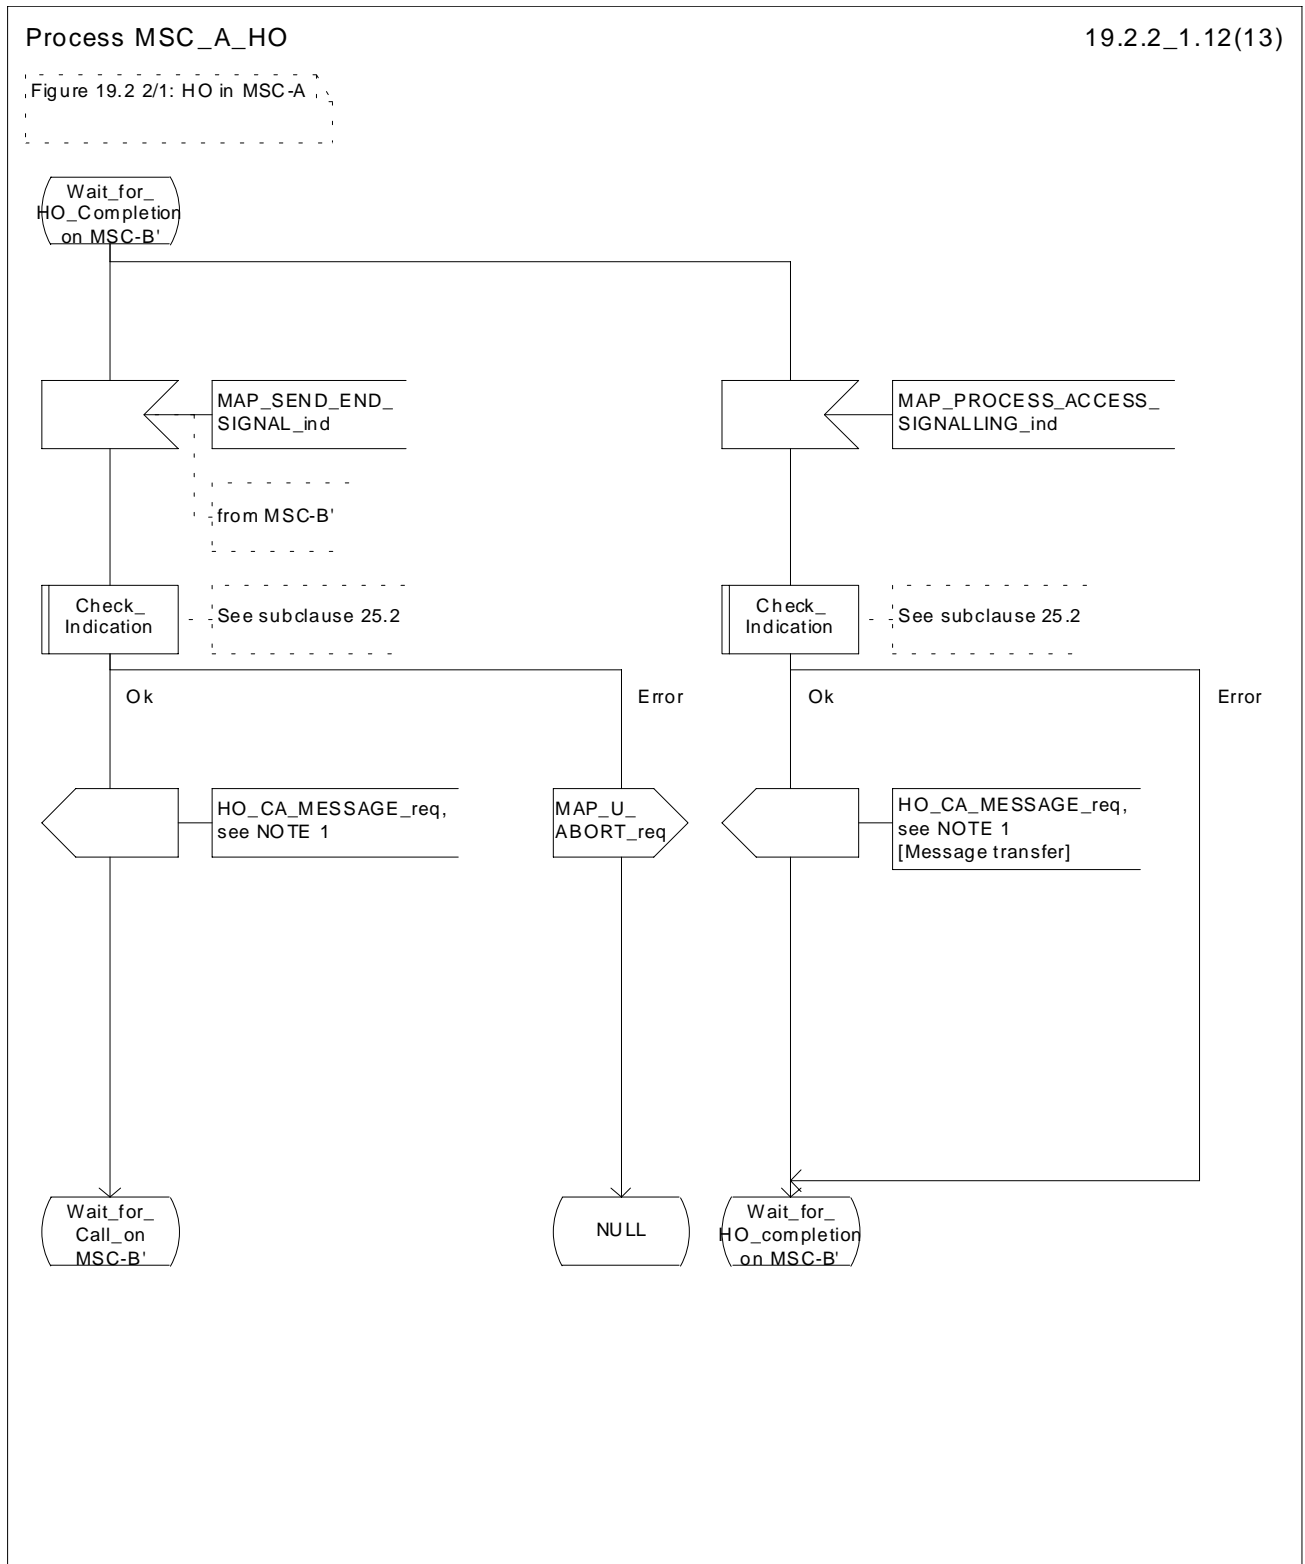 Process MSC_A_HO
19.2.2_1.12(13)
Figure 19.2 2/1: HO in MSC-A
Wait_for_
HO_Completion
on MSC-B'
MAP_SEND_END_
SIGNAL_ind
MAP_PROCESS_ACCESS_
SIGNALLING_ind
from MSC-B'
Check_
Indication
See subclause 25.2
Check_
Indication
See subclause 25.2
Ok
Error
Ok
Error
HO_CA_MESSAGE_req,
see NOTE 1
MAP_U_
ABORT_req
HO_CA_MESSAGE_req,
see NOTE 1
[Message transfer]
Wait_for_
Call_on
MSC-B'
NULL
Wait_for_
HO_completion
on MSC-B'